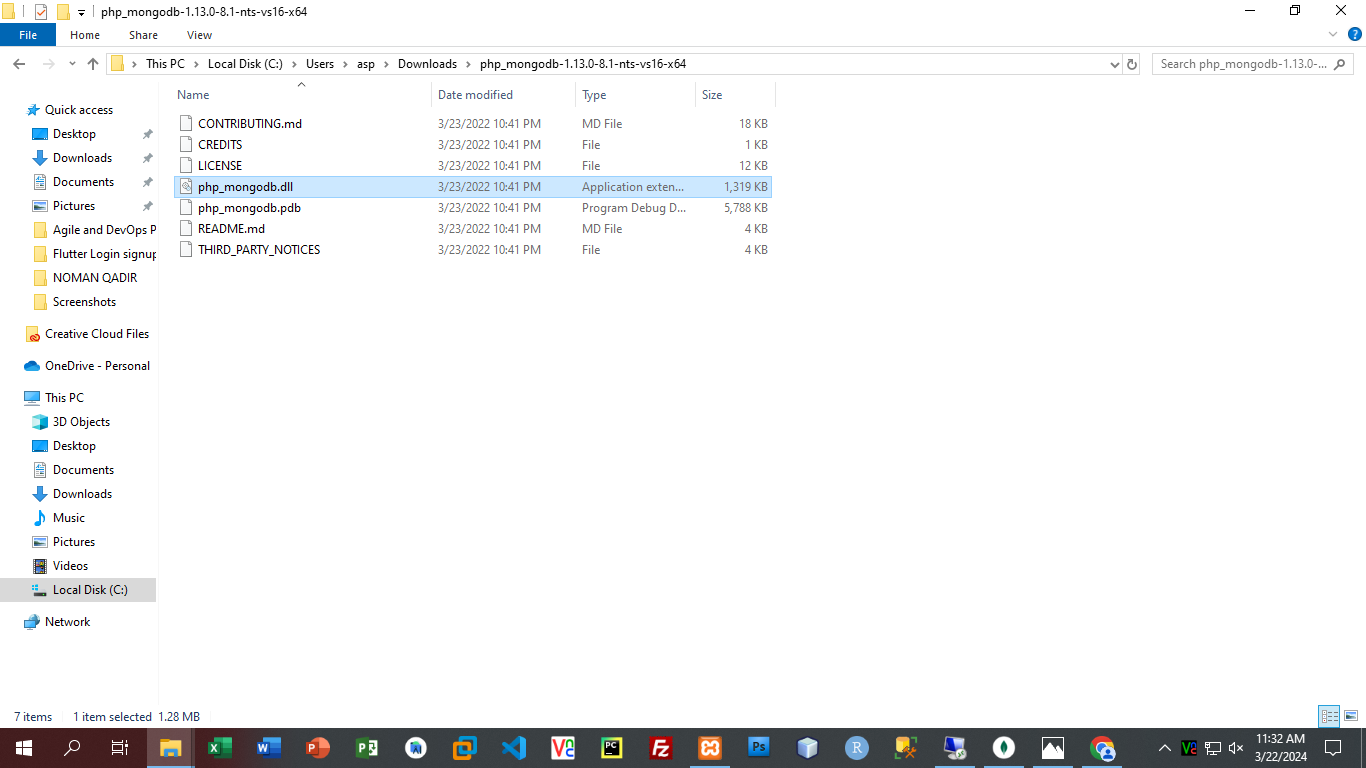 php_mongodb-1.13.0-8.1-nts-vs16-x64
File Home Share View
This PC Local Disk (C:) Users asp Downloads php_mongodb-1.13.0-8.1-nts-vs16-x64
Search php_mongodb-1.13.0-...
Name Date modified Type Size
CONTRIBUTING.md 3/23/2022 10:41 PM MD File 18 KB
CREDITS 3/23/2022 10:41 PM File 1 KB
LICENSE 3/23/2022 10:41 PM File 12 KB
php_mongodb.dll 3/23/2022 10:41 PM Application exten... 1,319 KB
php_mongodb.pdb 3/23/2022 10:41 PM Program Debug D... 5,788 KB
README.md 3/23/2022 10:41 PM MD File 4 KB
THIRD_PARTY_NOTICES 3/23/2022 10:41 PM File 4 KB
Quick access
Desktop
Downloads
Documents
Pictures
Agile and DevOps P
Flutter Login signup
NOMAN QADIR
Screenshots
Creative Cloud Files
OneDrive - Personal
This PC
3D Objects
Desktop
Documents
Downloads
Music
Pictures
Videos
Local Disk (C:)
Network
7 items 1 item selected 1.28 MB
11:32 AM
3/22/2024